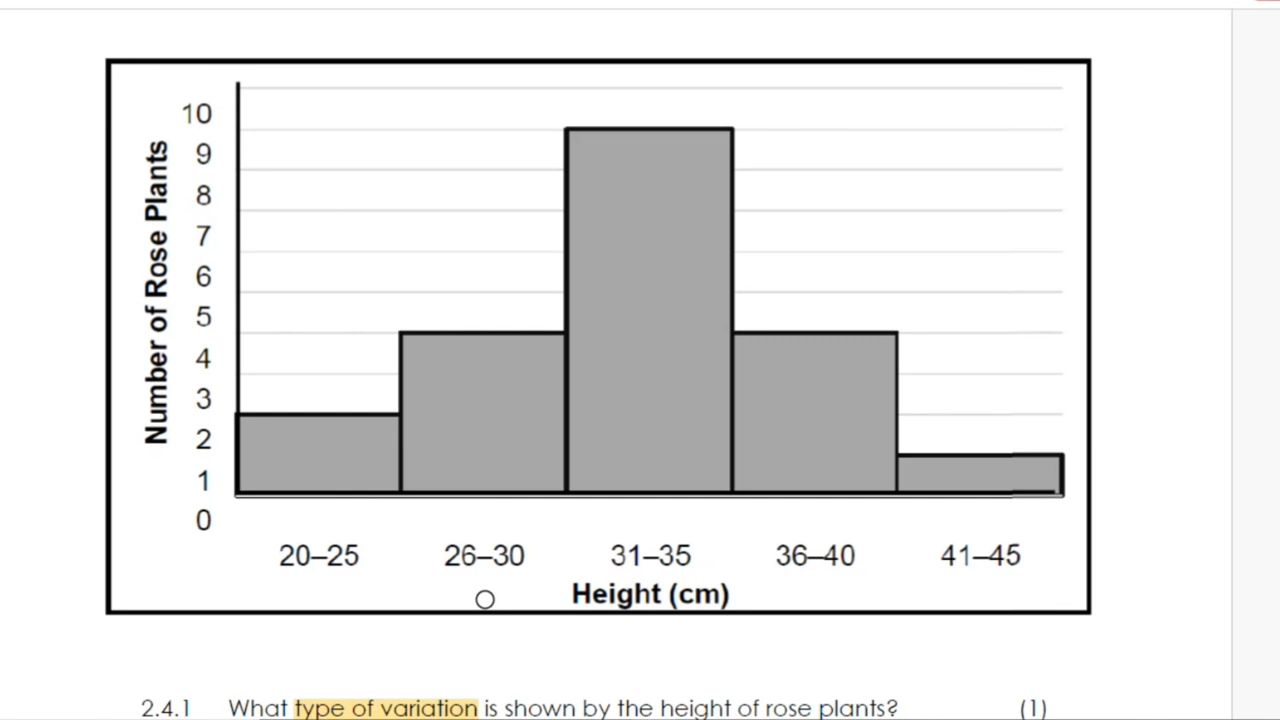 Number of Rose Plants
10
9
8
7
6
5
4
3
2
1
0
20–25 26–30 31–35 36–40 41–45
Height (cm)
2.4.1 What type of variation is shown by the height of rose plants? (1)